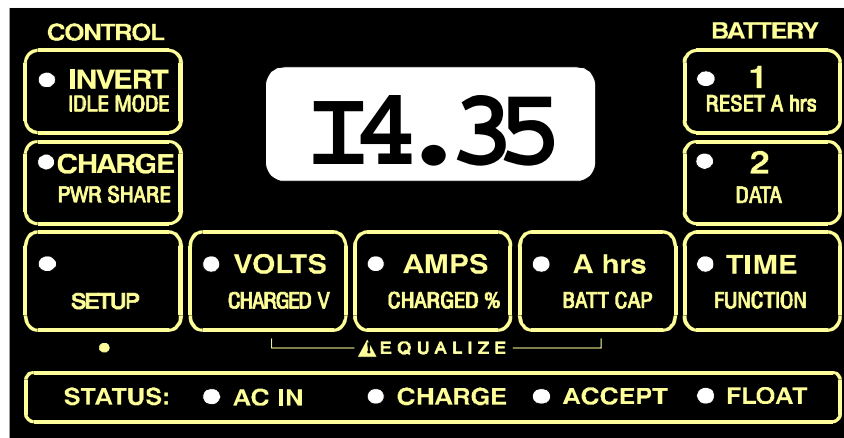 CONTROL
BATTERY
INVERT
IDLE MODE
I4.35
1
RESET A hrs
CHARGE
PWR SHARE
2
DATA
SETUP
VOLTS
CHARGED V
AMPS
CHARGED %
A hrs
BATT CAP
TIME
FUNCTION
EQUALIZE
STATUS: AC IN CHARGE ACCEPT FLOAT